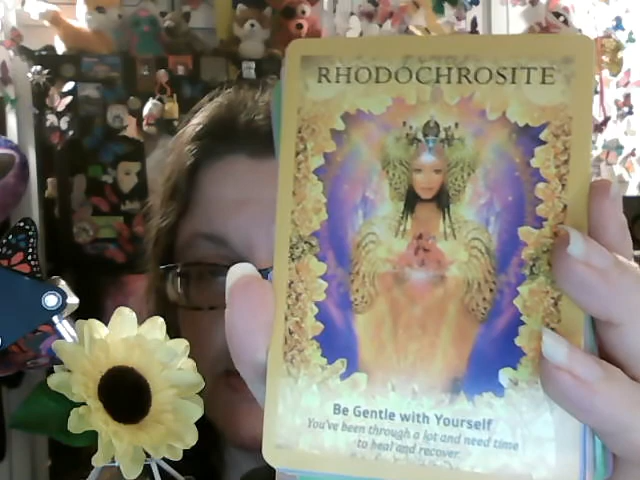 RHODOCHROSITE
Be Gentle with Yourself
You've been through a lot and need time
to heal and recover